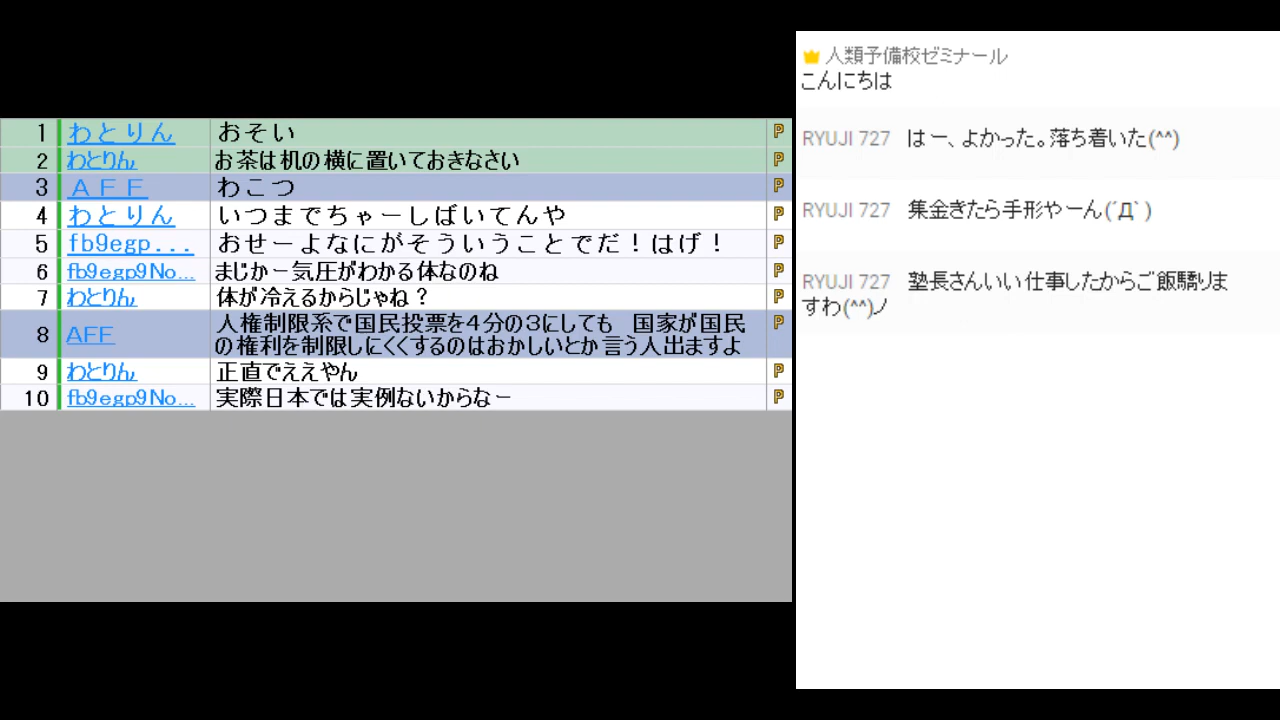 1 わとりん おそい P
2 わとりん お茶は机の横に置いておきなさい P
3 ＡＦＦ わこつ P
4 わとりん いつまでちゃーしばいてんや P
5 fb9egp... おせーよなにがそういうことでだ！はげ！ P
6 fb9egp9No... まじかー気圧がわかる体なのね P
7 わとりん 体が冷えるからじゃね？ P
8 AFF 人権制限系で国民投票を４分の３にしても　国家が国民 P
の権利を制限しにくくするのはおかしいとか言う人出ますよ
9 わとりん 正直でええやん P
10 fb9egp9No... 実際日本では実例ないからなー P
人類予備校ゼミナール
こんにちは
RYUJI 727 はー、よかった。落ち着いた(^^)
RYUJI 727 集金きたら手形やーん(´Д` )
RYUJI 727 塾長さんいい仕事したからご飯驕りま
すわ(^^)ノ